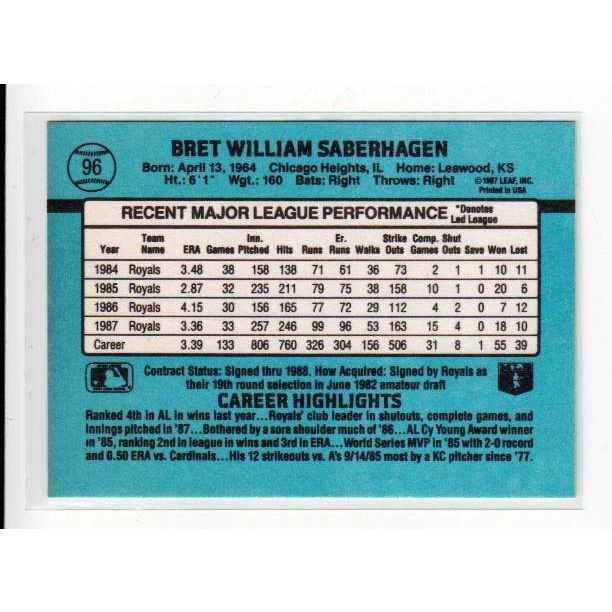 96
BRET WILLIAM SABERHAGEN
Born: April 13, 1964 Chicago Heights, IL Home: Leawood, KS
Ht.: 6'1" Wgt.: 160 Bats: Right Throws: Right
© 1987 LEAF, INC.
Printed in USA
RECENT MAJOR LEAGUE PERFORMANCE *Denotes Led League
Year Team Name ERA Games Inn. Pitched Hits Runs Er. Runs Walks Strike Outs Comp. Games Shut Outs Save Won Lost
1984 Royals 3.48 38 158 138 71 61 36 73 2 1 1 10 11
1985 Royals 2.87 32 235 211 79 75 38 158 10 1 0 20 6
1986 Royals 4.15 30 156 165 77 72 29 112 4 2 0 7 12
1987 Royals 3.36 33 257 246 99 96 53 163 15 4 0 18 10
Career 3.39 133 806 760 326 304 156 506 31 8 1 55 39
Contract Status: Signed thru 1988. How Acquired: Signed by Royals as
their 19th round selection in June 1982 amateur draft
CAREER HIGHLIGHTS
Ranked 4th in AL in wins last year...Royals' club leader in shutouts, complete games, and
innings pitched in '87...Bothered by a sore shoulder much of '86...AL Cy Young Award winner
in '85, ranking 2nd in league in wins and 3rd in ERA...World Series MVP in '85 with 2-0 record
and 0.50 ERA vs. Cardinals...His 12 strikeouts vs. A's 9/14/85 most by a KC pitcher since '77.